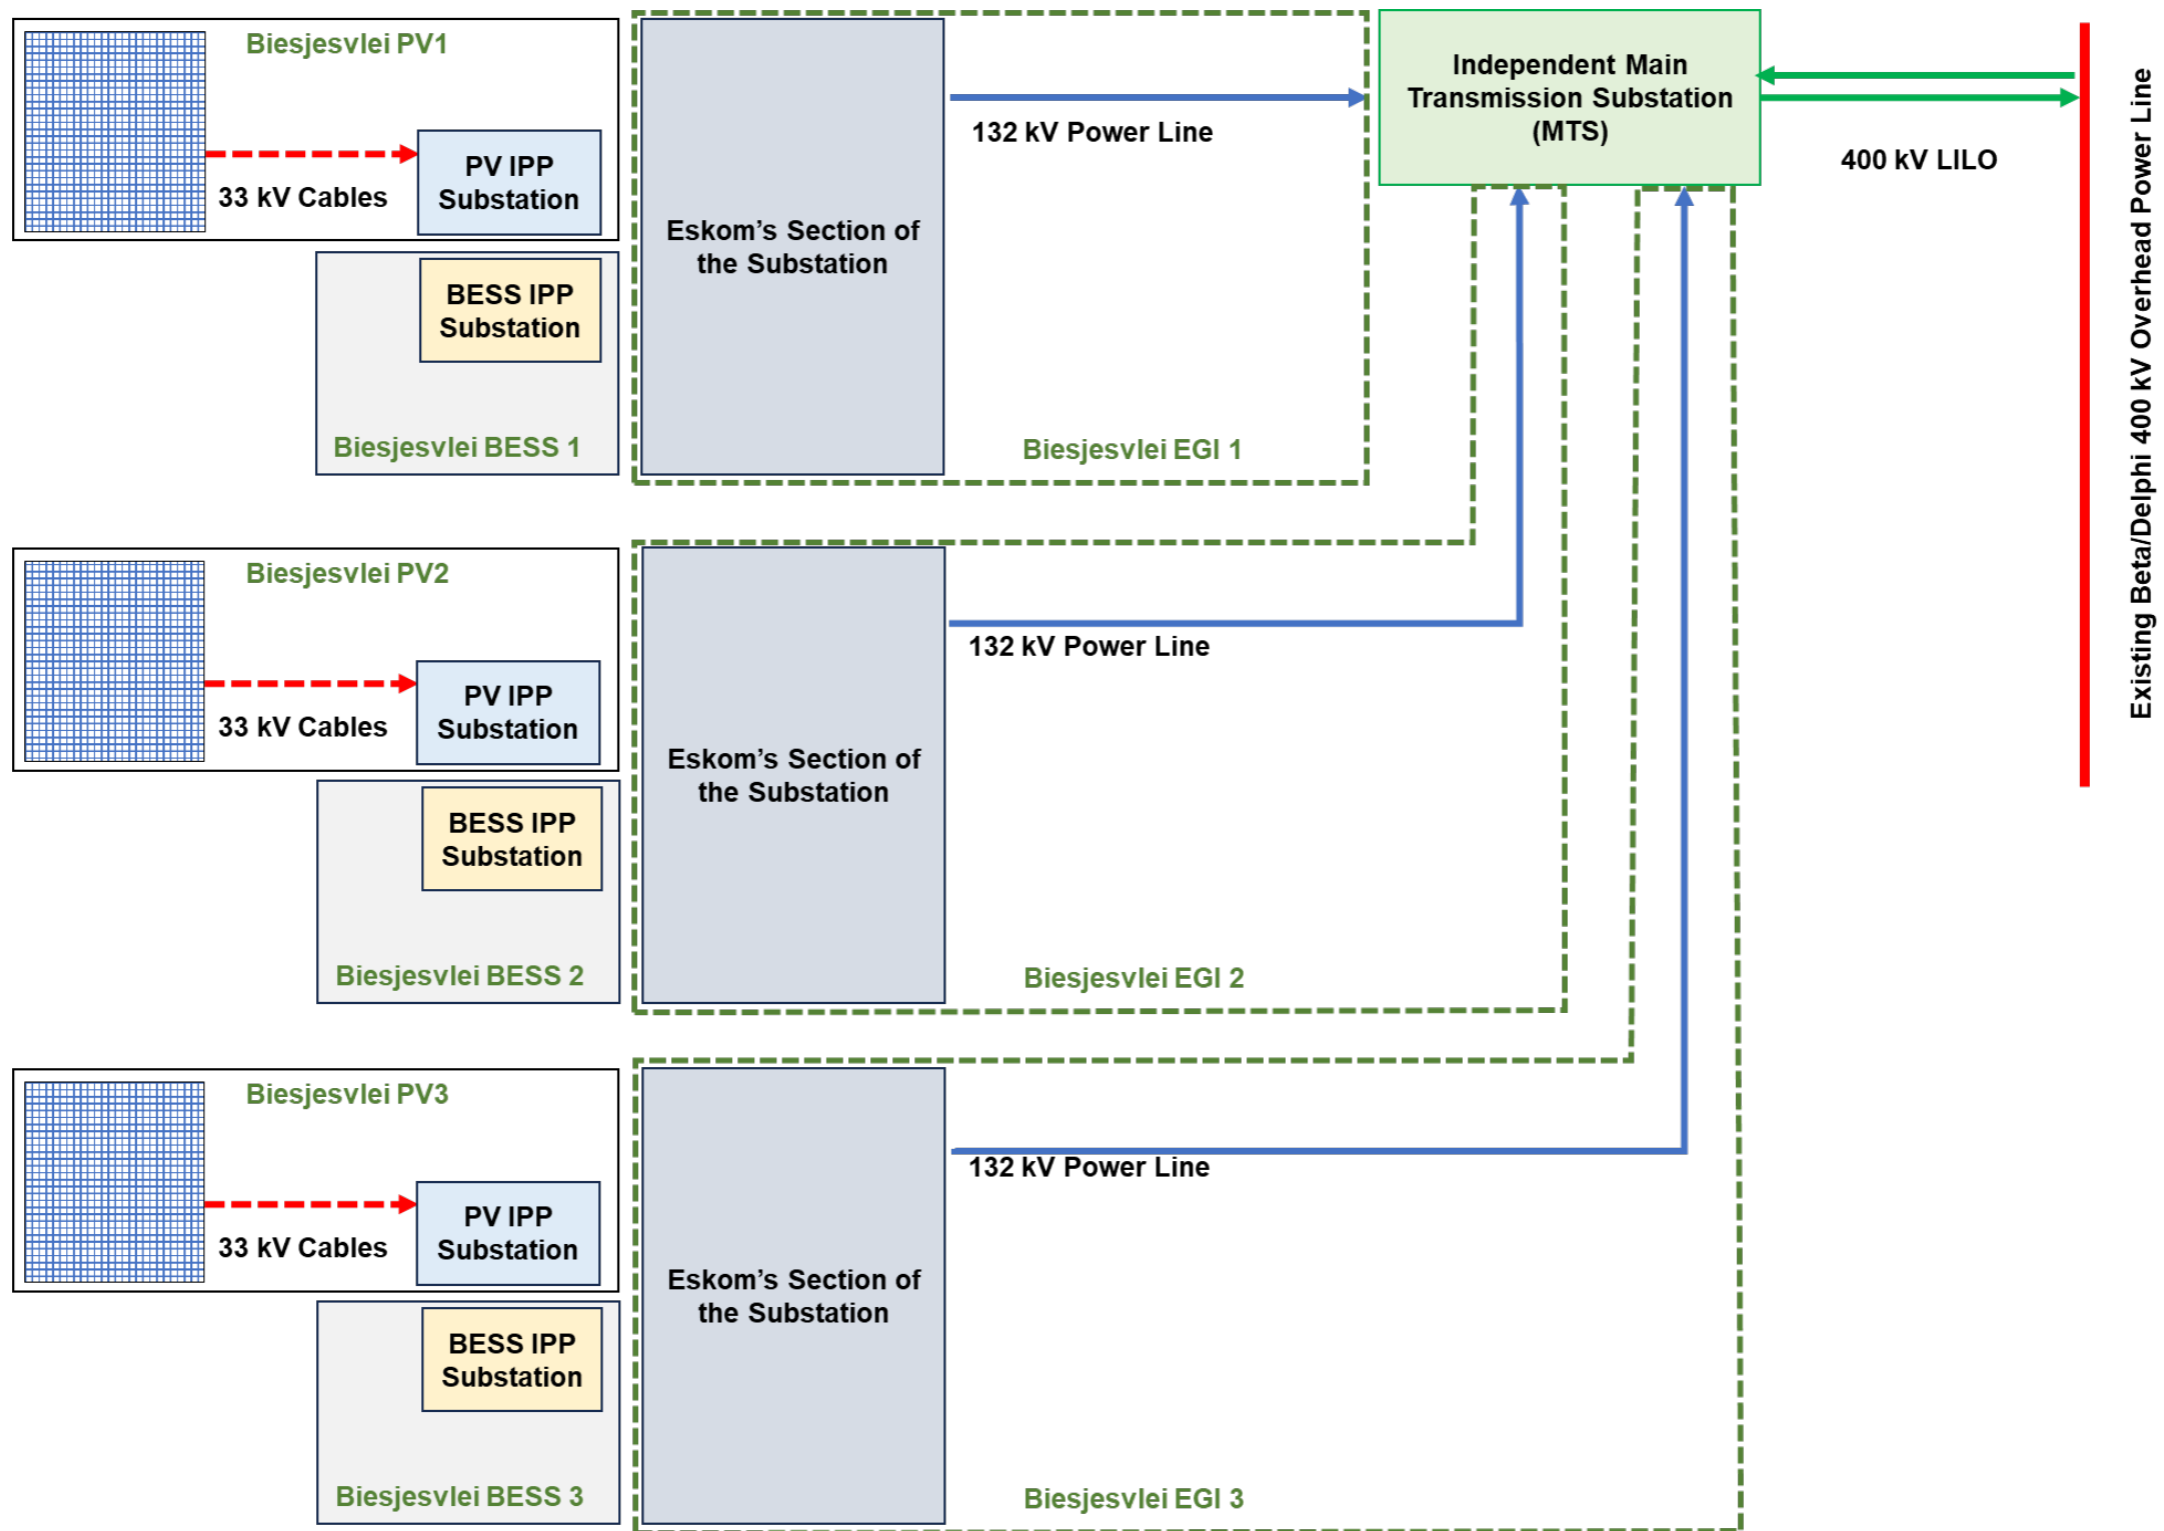 Biesjesvlei PV1
33 kV Cables
PV IPP
Substation
BESS IPP
Substation
Biesjesvlei BESS 1
Eskom’s Section of
the Substation
132 kV Power Line
Biesjesvlei EGI 1
Independent Main
Transmission Substation
(MTS)
400 kV LILO
Existing Beta/Delphi 400 kV Overhead Power Line
Biesjesvlei PV2
33 kV Cables
PV IPP
Substation
BESS IPP
Substation
Biesjesvlei BESS 2
Eskom’s Section of
the Substation
132 kV Power Line
Biesjesvlei EGI 2
Biesjesvlei PV3
33 kV Cables
PV IPP
Substation
BESS IPP
Substation
Biesjesvlei BESS 3
Eskom’s Section of
the Substation
132 kV Power Line
Biesjesvlei EGI 3